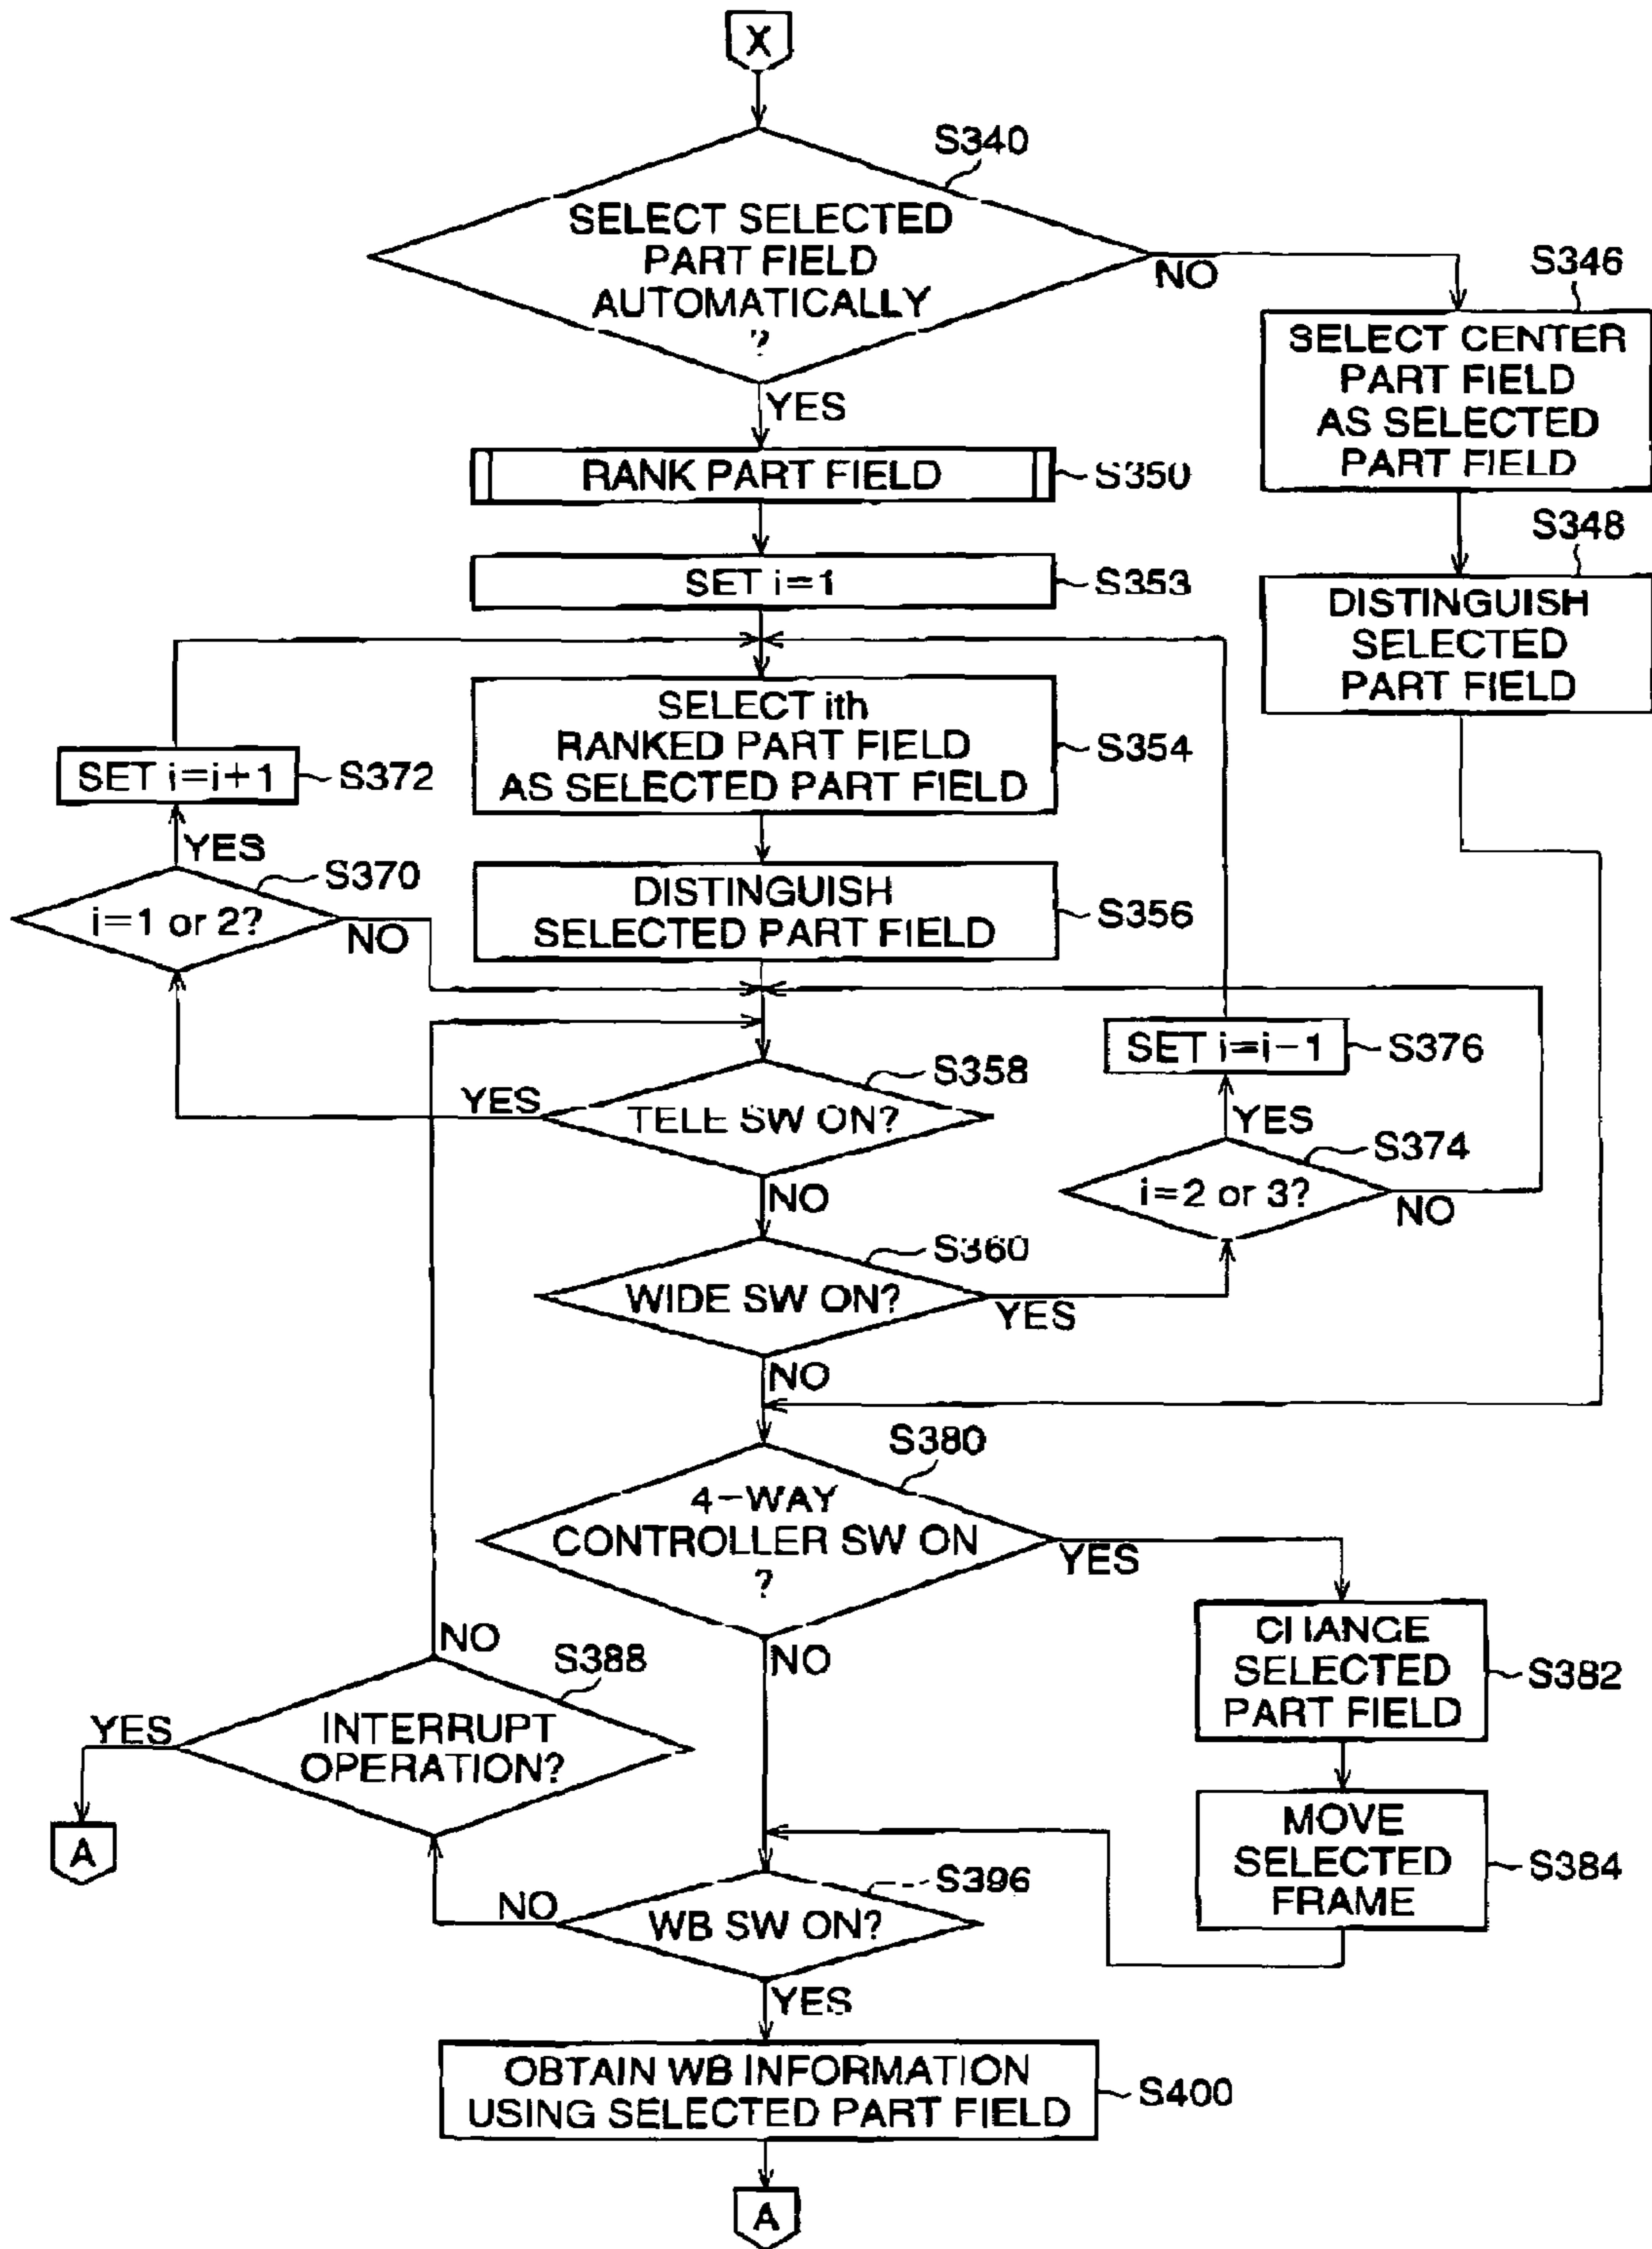 X
S340
SELECT SELECTED
PART FIELD
AUTOMATICALLY
?
NO
YES
S346
SELECT CENTER
PART FIELD
AS SELECTED
PART FIELD
S348
DISTINGUISH
SELECTED
PART FIELD
RANK PART FIELD
S350
SET i=1
S353
SELECT ith
RANKED PART FIELD
AS SELECTED PART FIELD
S354
SET i=i+1
S372
YES
S370
i=1 or 2?
NO
DISTINGUISH
SELECTED PART FIELD
S356
SET i=i-1
S376
S358
YES
TELE SW ON?
NO
YES
S374
i=2 or 3?
NO
S360
WIDE SW ON?
YES
NO
S380
4-WAY
CONTROLLER SW ON
?
YES
NO
CHANGE
SELECTED
PART FIELD
S382
NO
S388
YES
INTERRUPT
OPERATION?
A
MOVE
SELECTED
FRAME
S384
S396
NO
WB SW ON?
YES
OBTAIN WB INFORMATION
USING SELECTED PART FIELD
S400
A